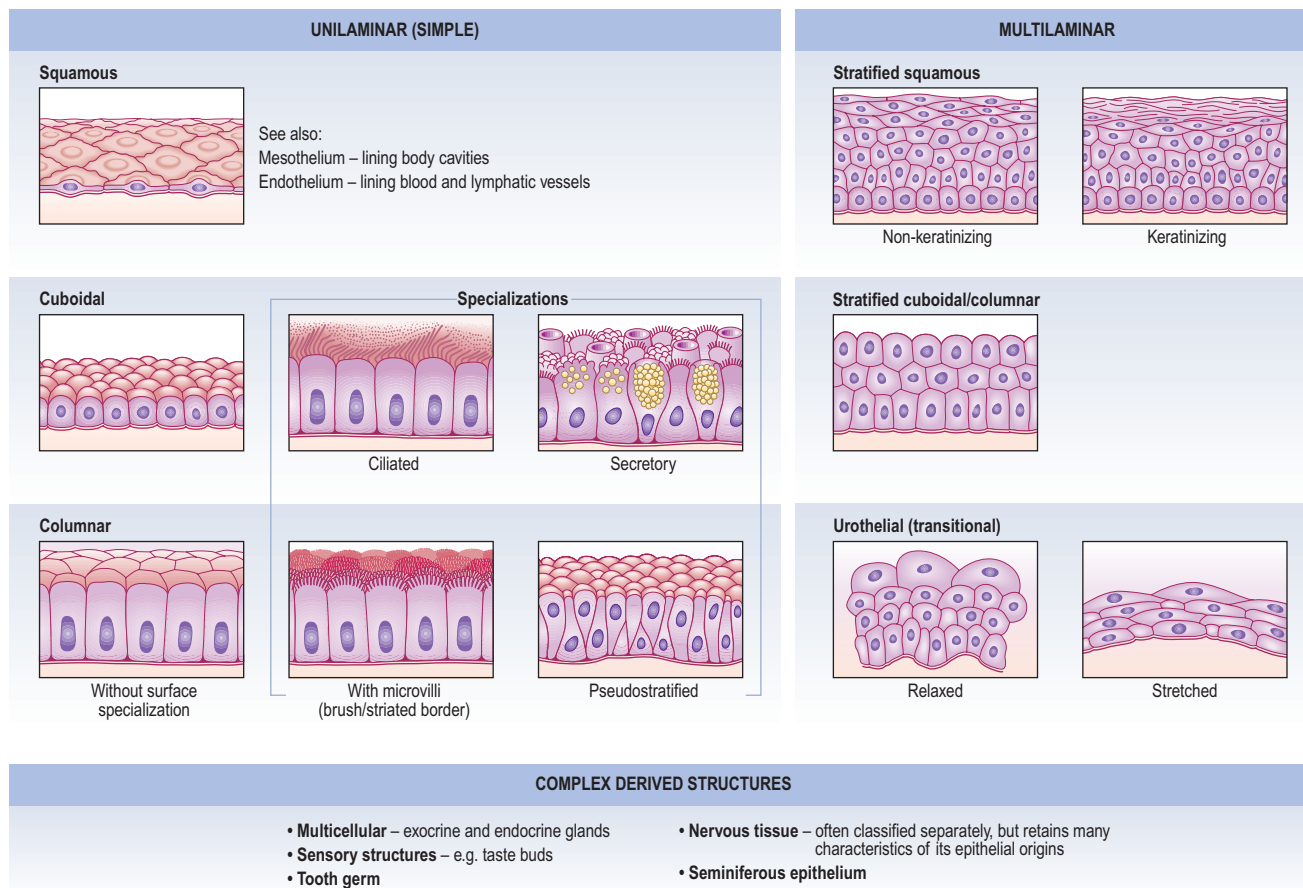 UNILAMINAR (SIMPLE)
Squamous
See also:
Mesothelium – lining body cavities
Endothelium – lining blood and lymphatic vessels
Cuboidal
Specializations
Ciliated
Secretory
Columnar
Without surface
specialization
With microvilli
(brush/striated border)
Pseudostratified
MULTILAMINAR
Stratified squamous
Non-keratinizing
Keratinizing
Stratified cuboidal/columnar
Urothelial (transitional)
Relaxed
Stretched
COMPLEX DERIVED STRUCTURES
• Multicellular – exocrine and endocrine glands
• Sensory structures – e.g. taste buds
• Tooth germ
• Nervous tissue – often classified separately, but retains many
characteristics of its epithelial origins
• Seminiferous epithelium